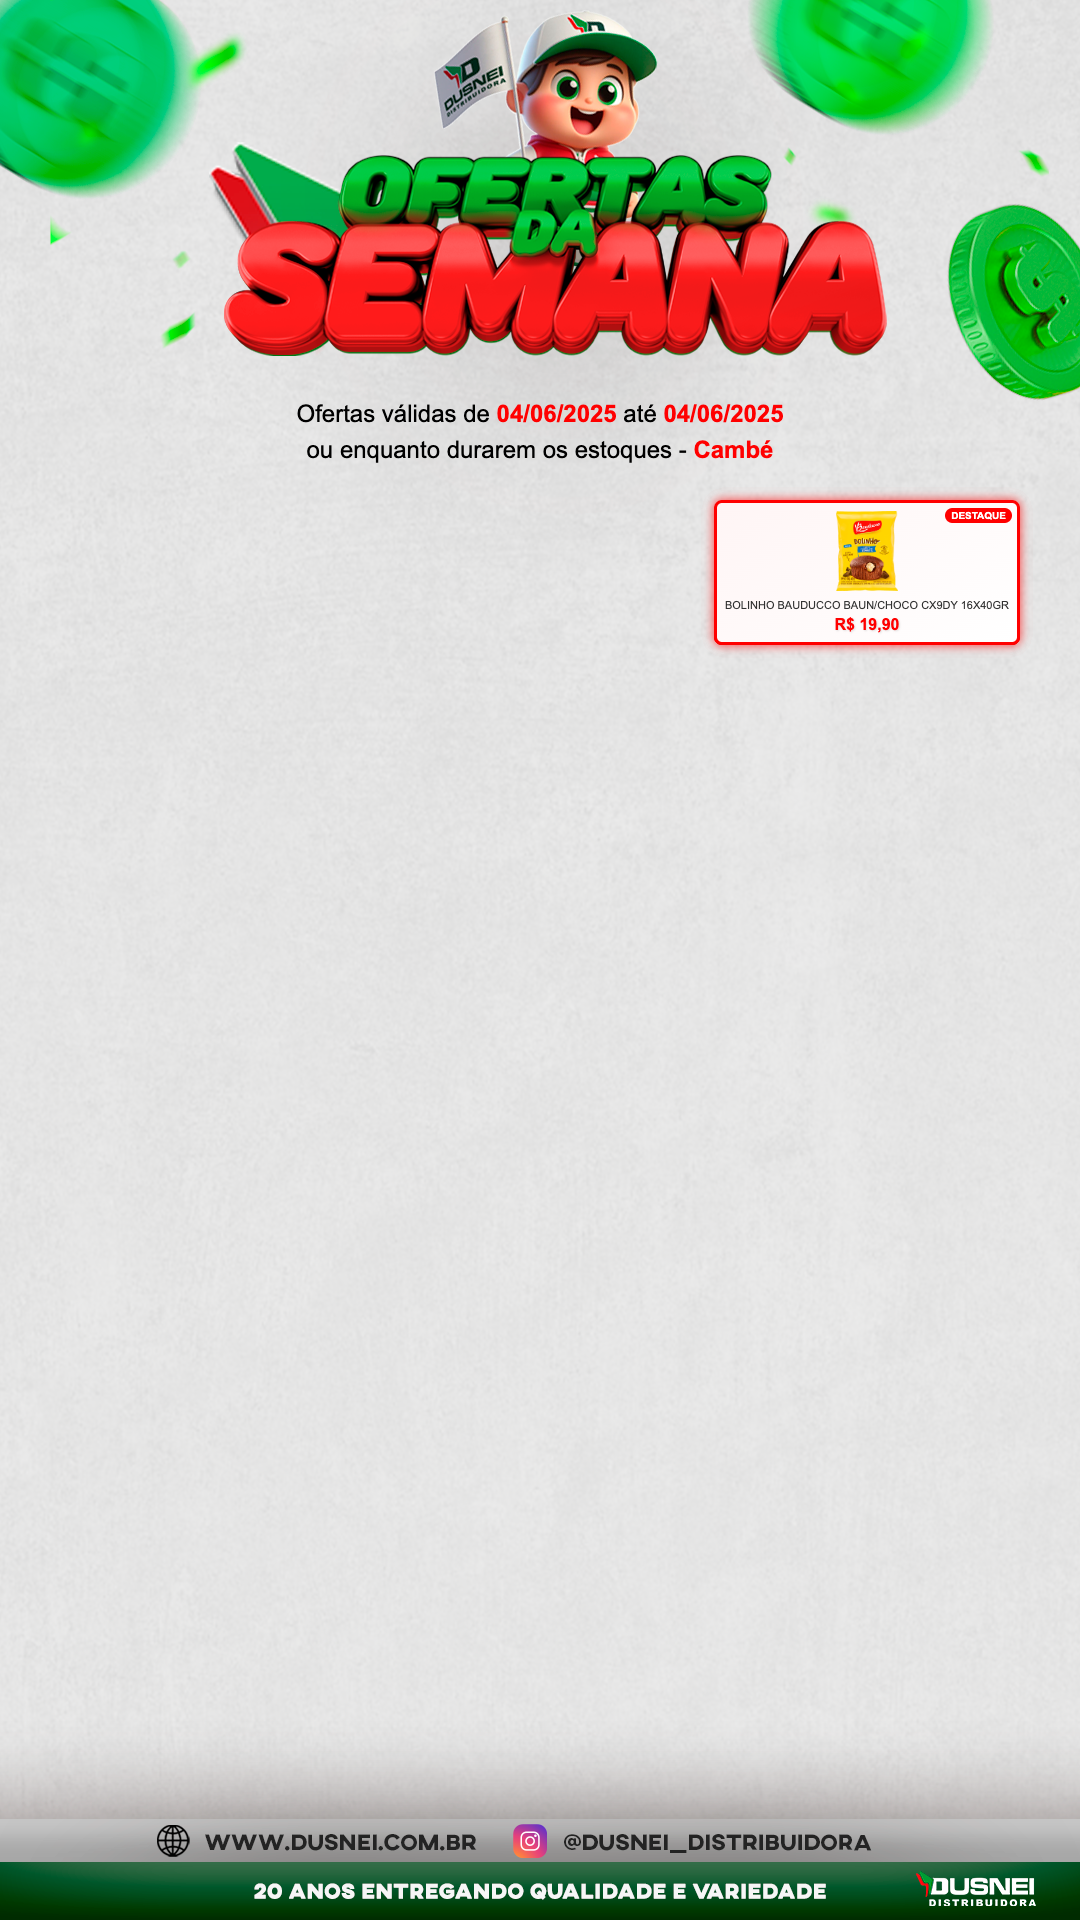 DUSNEI
DISTRIBUIDORA
OFERTAS
DA
SEMANA
Ofertas válidas de 04/06/2025 até 04/06/2025
ou enquanto durarem os estoques - Cambé
DESTAQUE
Bauducco
BOLINHO
BOLINHO BAUDUCCO BAUN/CHOCO CX9DY 16X40GR
R$ 19,90
WWW.DUSNEI.COM.BR @DUSNEI_DISTRIBUIDORA
20 ANOS ENTREGANDO QUALIDADE E VARIEDADE
DUSNEI
DISTRIBUIDORA